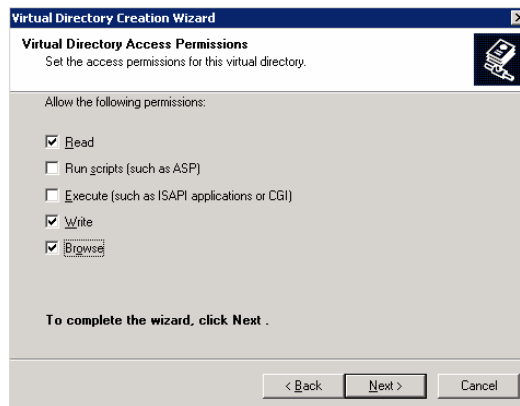 Virtual Directory Creation Wizard
Virtual Directory Access Permissions
Set the access permissions for this virtual directory.
Allow the following permissions:
Read
Run scripts (such as ASP)
Execute (such as ISAPI applications or CGI)
Write
Browse
To complete the wizard, click Next .
< Back Next > Cancel